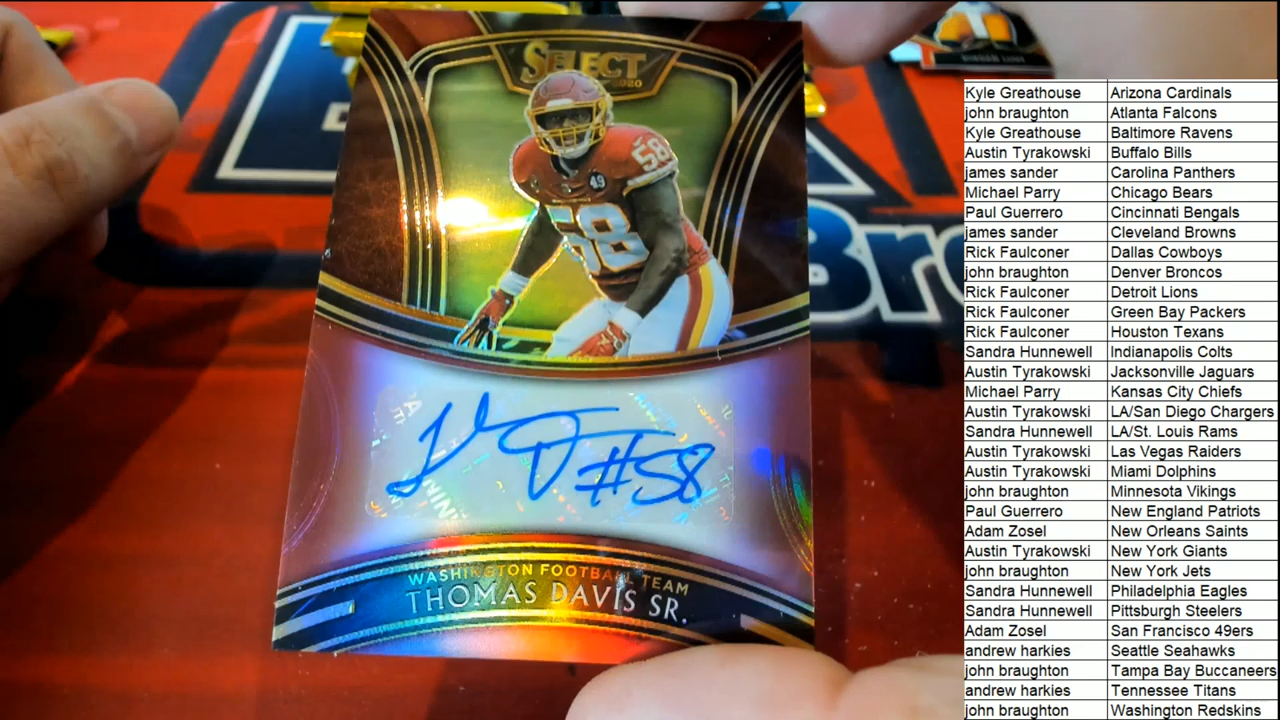 SELECT
2020
58
49
58
#58
WASHINGTON FOOTBALL TEAM
THOMAS DAVIS SR.
Br
Kyle Greathouse Arizona Cardinals
john braughton Atlanta Falcons
Kyle Greathouse Baltimore Ravens
Austin Tyrakowski Buffalo Bills
james sander Carolina Panthers
Michael Parry Chicago Bears
Paul Guerrero Cincinnati Bengals
james sander Cleveland Browns
Rick Faulconer Dallas Cowboys
john braughton Denver Broncos
Rick Faulconer Detroit Lions
Rick Faulconer Green Bay Packers
Rick Faulconer Houston Texans
Sandra Hunnewell Indianapolis Colts
Austin Tyrakowski Jacksonville Jaguars
Michael Parry Kansas City Chiefs
Austin Tyrakowski LA/San Diego Chargers
Sandra Hunnewell LA/St. Louis Rams
Austin Tyrakowski Las Vegas Raiders
Austin Tyrakowski Miami Dolphins
john braughton Minnesota Vikings
Paul Guerrero New England Patriots
Adam Zosel New Orleans Saints
Austin Tyrakowski New York Giants
john braughton New York Jets
Sandra Hunnewell Philadelphia Eagles
Sandra Hunnewell Pittsburgh Steelers
Adam Zosel San Francisco 49ers
andrew harkies Seattle Seahawks
john braughton Tampa Bay Buccaneers
andrew harkies Tennessee Titans
john braughton Washington Redskins